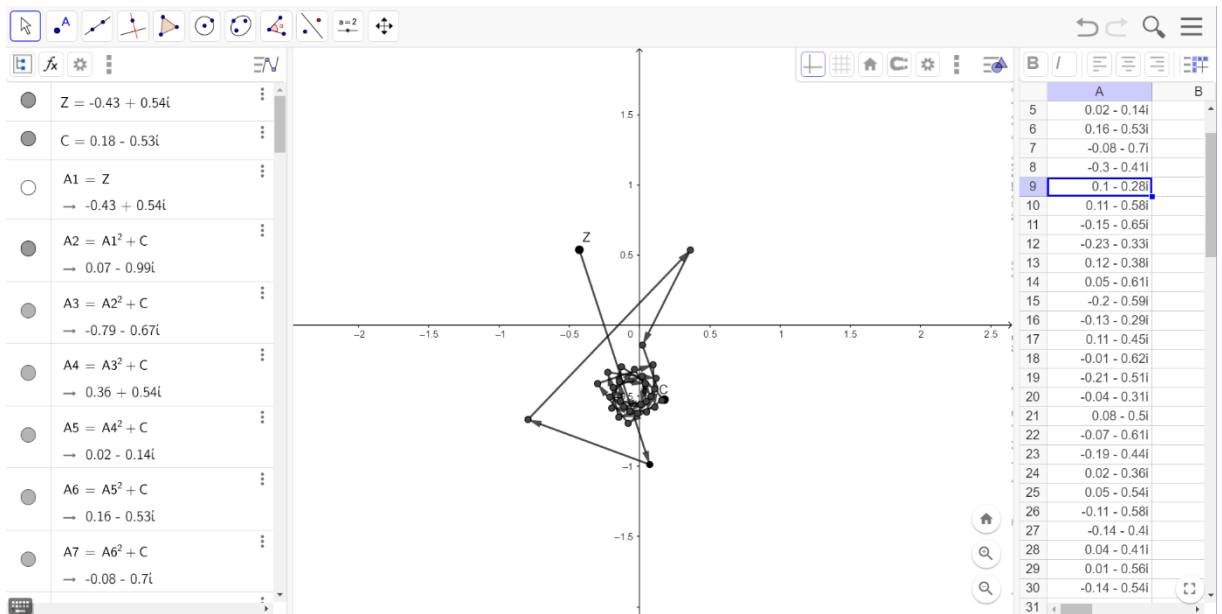 a = 2
fx
B I
Z = -0.43 + 0.54i
C = 0.18 - 0.53i
A1 = Z
→ -0.43 + 0.54i
A2 = A1² + C
→ 0.07 - 0.99i
A3 = A2² + C
→ -0.79 - 0.67i
A4 = A3² + C
→ 0.36 + 0.54i
A5 = A4² + C
→ 0.02 - 0.14i
A6 = A5² + C
→ 0.16 - 0.53i
A7 = A6² + C
→ -0.08 - 0.7i
1.5
1
Z
0.5
-2 -1.5 -1 -0.5 0 0.5 1 1.5 2 2.5
C
-1
-1.5
A B
5 0.02 - 0.14i
6 0.16 - 0.53i
7 -0.08 - 0.7i
8 -0.3 - 0.41i
9 0.1 - 0.28i
10 0.11 - 0.58i
11 -0.15 - 0.65i
12 -0.23 - 0.33i
13 0.12 - 0.38i
14 0.05 - 0.61i
15 -0.2 - 0.59i
16 -0.13 - 0.29i
17 0.11 - 0.45i
18 -0.01 - 0.62i
19 -0.21 - 0.51i
20 -0.04 - 0.31i
21 0.08 - 0.5i
22 -0.07 - 0.61i
23 -0.19 - 0.44i
24 0.02 - 0.36i
25 0.05 - 0.54i
26 -0.11 - 0.58i
27 -0.14 - 0.4i
28 0.04 - 0.41i
29 0.01 - 0.56i
30 -0.14 - 0.54i
31